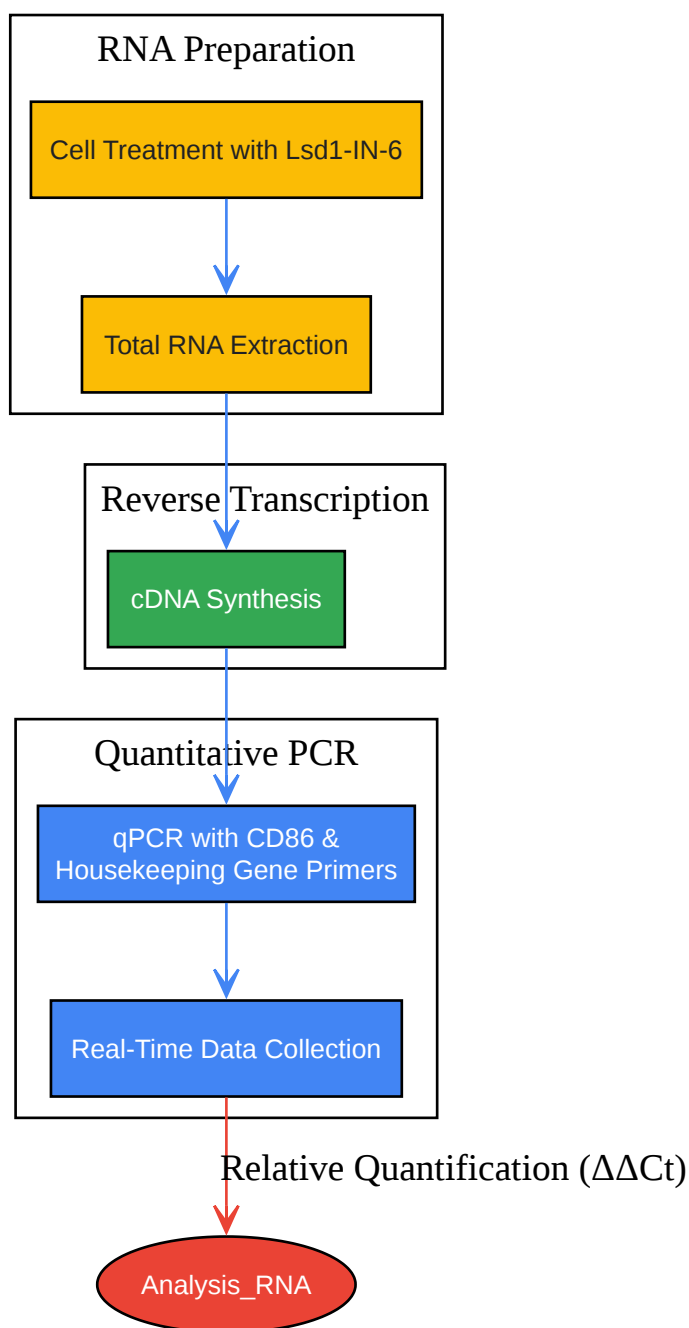 RNA Preparation
Cell Treatment with Lsd1-IN-6
Total RNA Extraction
Reverse Transcription
cDNA Synthesis
Quantitative PCR
qPCR with CD86 &
Housekeeping Gene Primers
Real-Time Data Collection
Relative Quantification (ΔΔCt)
Analysis_RNA